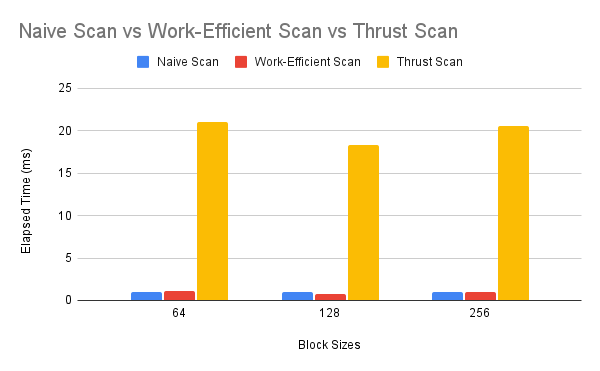 Naive Scan vs Work-Efficient Scan vs Thrust Scan
Naive Scan Work-Efficient Scan Thrust Scan
Elapsed Time (ms)
25
20
15
10
5
0
64 128 256
Block Sizes